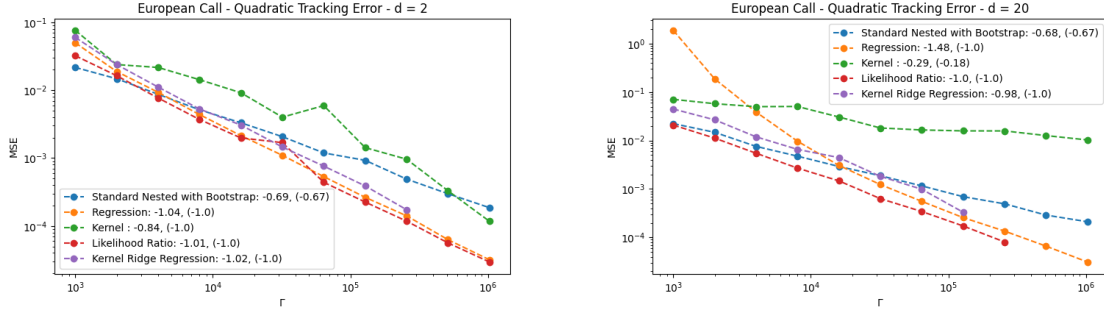 European Call - Quadratic Tracking Error - d = 2
MSE
10⁻¹
10⁻²
10⁻³
10⁻⁴
Standard Nested with Bootstrap: -0.69, (-0.67)
Regression: -1.04, (-1.0)
Kernel : -0.84, (-1.0)
Likelihood Ratio: -1.01, (-1.0)
Kernel Ridge Regression: -1.02, (-1.0)
10³
10⁴
10⁵
10⁶
Γ
European Call - Quadratic Tracking Error - d = 20
MSE
10⁰
10⁻¹
10⁻²
10⁻³
10⁻⁴
Standard Nested with Bootstrap: -0.68, (-0.67)
Regression: -1.48, (-1.0)
Kernel : -0.29, (-0.18)
Likelihood Ratio: -1.0, (-1.0)
Kernel Ridge Regression: -0.98, (-1.0)
10³
10⁴
10⁵
10⁶
Γ